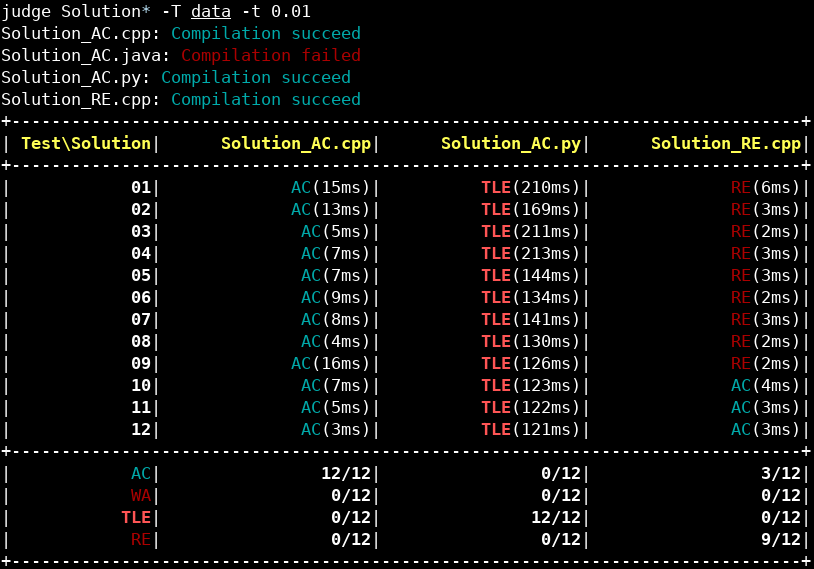 judge Solution* -T data -t 0.01
Solution_AC.cpp: Compilation succeed
Solution_AC.java: Compilation failed
Solution_AC.py: Compilation succeed
Solution_RE.cpp: Compilation succeed
+-------------------------------------------------------------------------------+
| Test\Solution|      Solution_AC.cpp|      Solution_AC.py|      Solution_RE.cpp|
+-------------------------------------------------------------------------------+
|            01|             AC(15ms)|          TLE(210ms)|              RE(6ms)|
|            02|             AC(13ms)|          TLE(169ms)|              RE(3ms)|
|            03|              AC(5ms)|          TLE(211ms)|              RE(2ms)|
|            04|              AC(7ms)|          TLE(213ms)|              RE(3ms)|
|            05|              AC(7ms)|          TLE(144ms)|              RE(3ms)|
|            06|              AC(9ms)|          TLE(134ms)|              RE(2ms)|
|            07|              AC(8ms)|          TLE(141ms)|              RE(3ms)|
|            08|              AC(4ms)|          TLE(130ms)|              RE(2ms)|
|            09|             AC(16ms)|          TLE(126ms)|              RE(2ms)|
|            10|              AC(7ms)|          TLE(123ms)|              AC(4ms)|
|            11|              AC(5ms)|          TLE(122ms)|              AC(3ms)|
|            12|              AC(3ms)|          TLE(121ms)|              AC(3ms)|
+-------------------------------------------------------------------------------+
|            AC|                12/12|                0/12|                 3/12|
|            WA|                 0/12|                0/12|                 0/12|
|           TLE|                 0/12|               12/12|                 0/12|
|            RE|                 0/12|                0/12|                 9/12|
+-------------------------------------------------------------------------------+